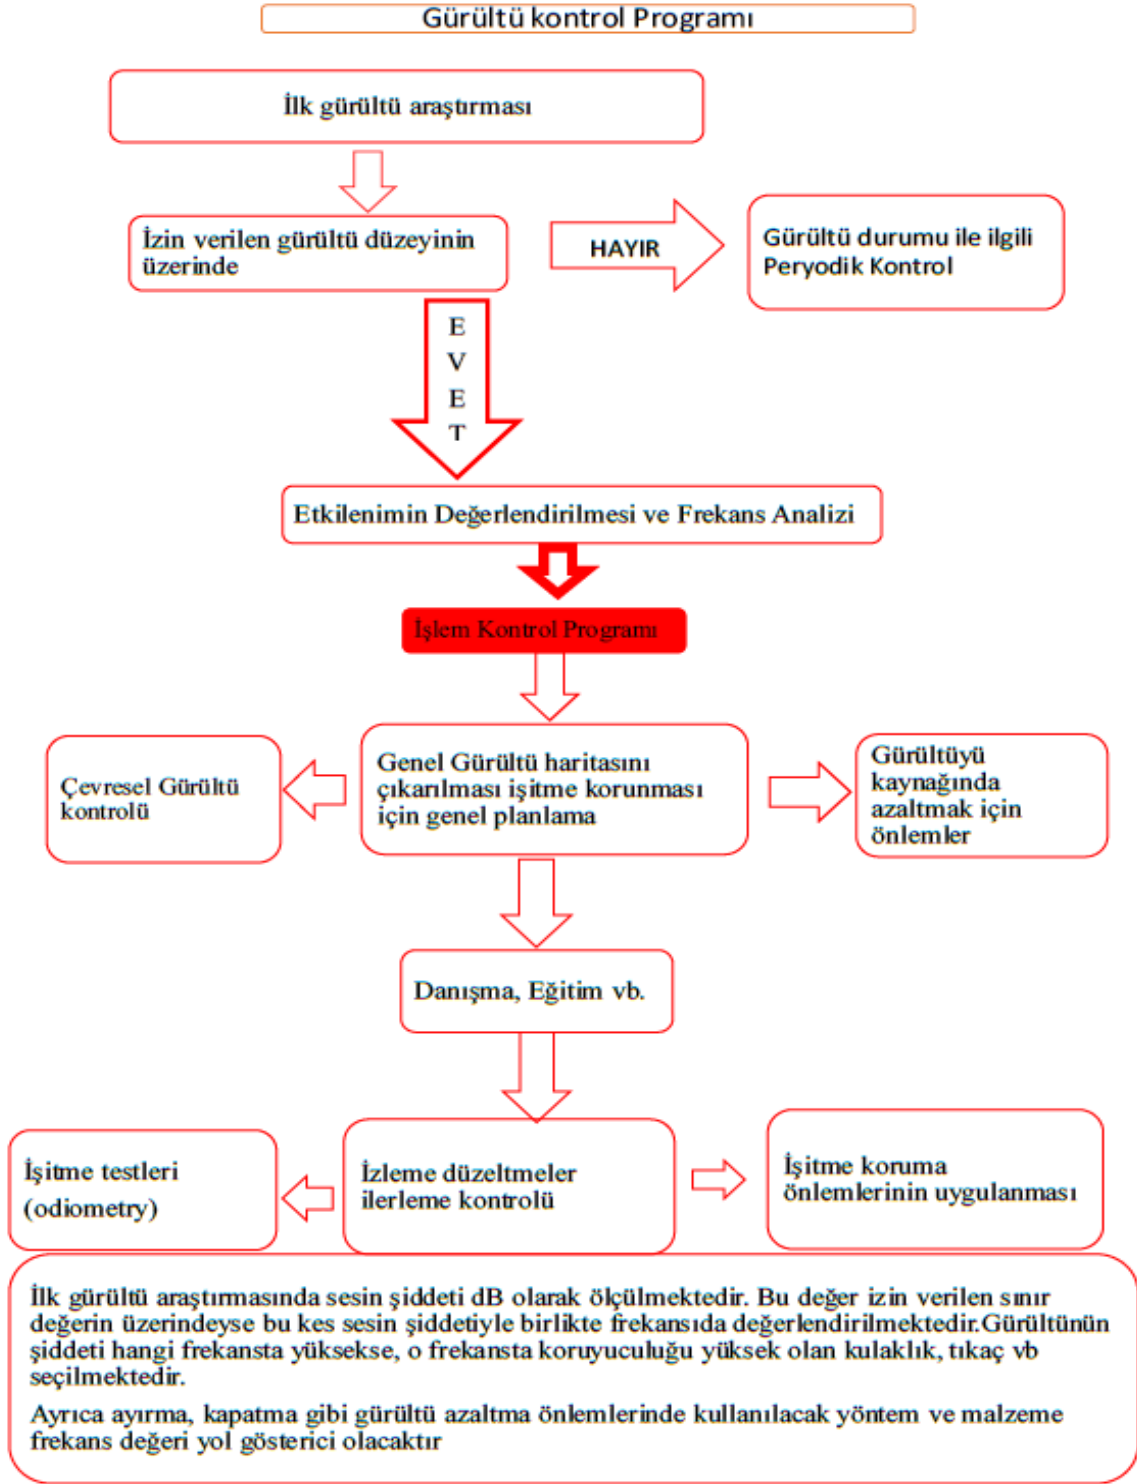 Gürültü kontrol Programı
İlk gürültü araştırması
İzin verilen gürültü düzeyinin
üzerinde
HAYIR
Gürültü durumu ile ilgili
Peryodik Kontrol
E
V
E
T
Etkilenimin Değerlendirilmesi ve Frekans Analizi
İşlem Kontrol Programı
Çevresel Gürültü
kontrolü
Genel Gürültü haritasını
çıkarılması işitme korunması
için genel planlama
Gürültüyü
kaynağında
azaltmak için
önlemler
Danışma, Eğitim vb.
İşitme testleri
(odiometry)
İzleme düzeltmeler
ilerleme kontrolü
İşitme koruma
önlemlerinin uygulanması
İlk gürültü araştırmasında sesin şiddeti dB olarak ölçülmektedir. Bu değer izin verilen sınır
değerin üzerindeyse bu kes sesin şiddetiyle birlikte frekansıda değerlendirilmektedir.Gürültünün
şiddeti hangi frekansta yüksekse, o frekansta koruyuculuğu yüksek olan kulaklık, tıkaç vb
seçilmektedir.
Ayrıca ayırma, kapatma gibi gürültü azaltma önlemlerinde kullanılacak yöntem ve malzeme
frekans değeri yol gösterici olacaktır